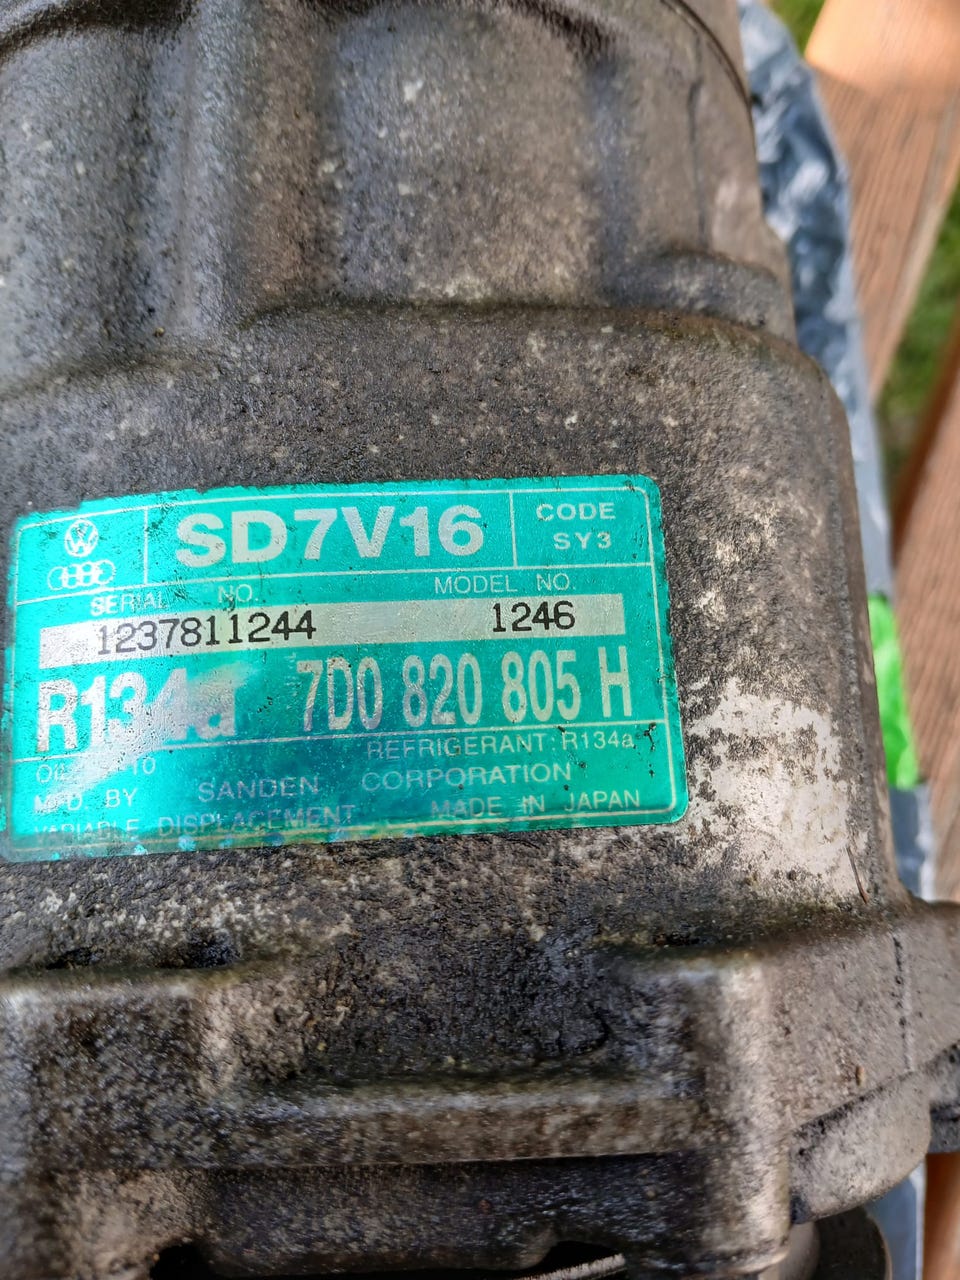 SD7V16
CODE
SY3
SERIAL NO. MODEL NO.
1237811244 1246
R134a 7D0 820 805 H
REFRIGERANT:R134a
SANDEN CORPORATION
MFD BY
MADE IN JAPAN
VARIABLE DISPLACEMENT